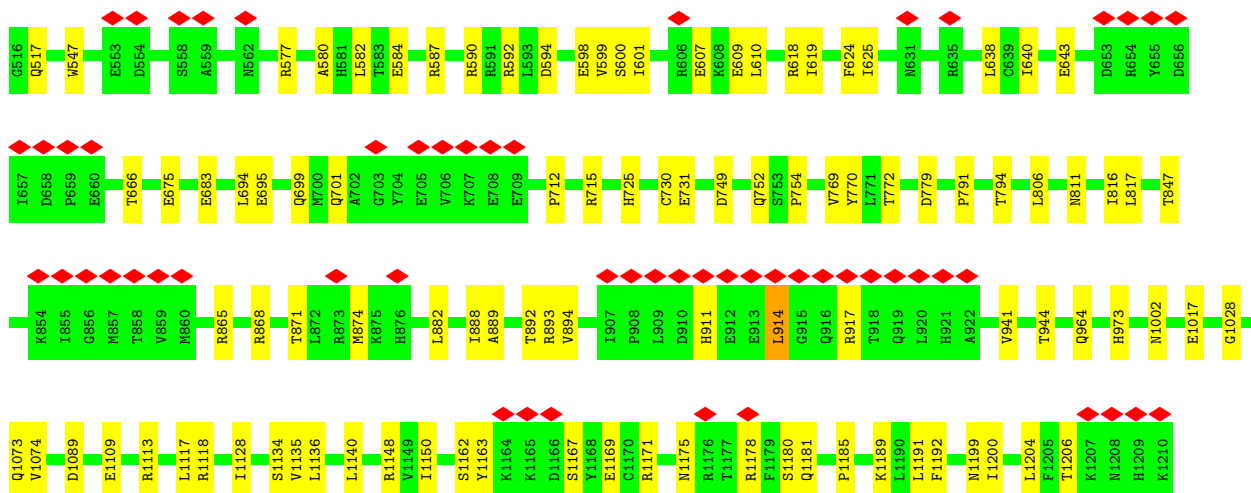 G516 Q517 W547 E553 D554 S558 A559 N562 R577 A580 H581 L582 T583 E584 R587 R590 R591 R592 L593 D594 E598 V599 S600 I601 R606 E607 K608 E609 L610 R618 I619 F624 I625 N631 R635 L638 C639 I640 E643 D653 R654 Y655 D656
I657 D658 P659 E660 T666 E675 E683 L694 E695 Q699 M700 Q701 A702 G703 Y704 E705 V706 K707 E708 E709 P712 R715 H725 C730 E731 D749 Q752 S753 P754 V769 Y770 L771 T772 D779 P791 T794 L806 N811 I816 L817 T847
K854 I855 G856 M857 T858 V859 M860 R865 R868 T871 L872 R873 M874 K875 H876 L882 I888 A889 T892 R893 V894 I907 P908 L909 D910 H911 E912 E913 L914 G915 Q916 R917 T918 Q919 L920 H921 A922 V941 T944 Q964 H973 N1002 E1017 G1028
Q1073 V1074 D1089 E1109 R1113 L1117 R1118 I1128 S1134 V1135 L1136 L1140 R1148 V1149 I1150 S1162 Y1163 K1164 K1165 D1166 S1167 Y1168 E1169 C1170 R1171 N1175 R1176 T1177 R1178 F1179 S1180 Q1181 P1185 K1189 L1190 L1191 F1192 N1199 I1200 L1204 F1205 T1206 K1207 N1208 H1209 K1210